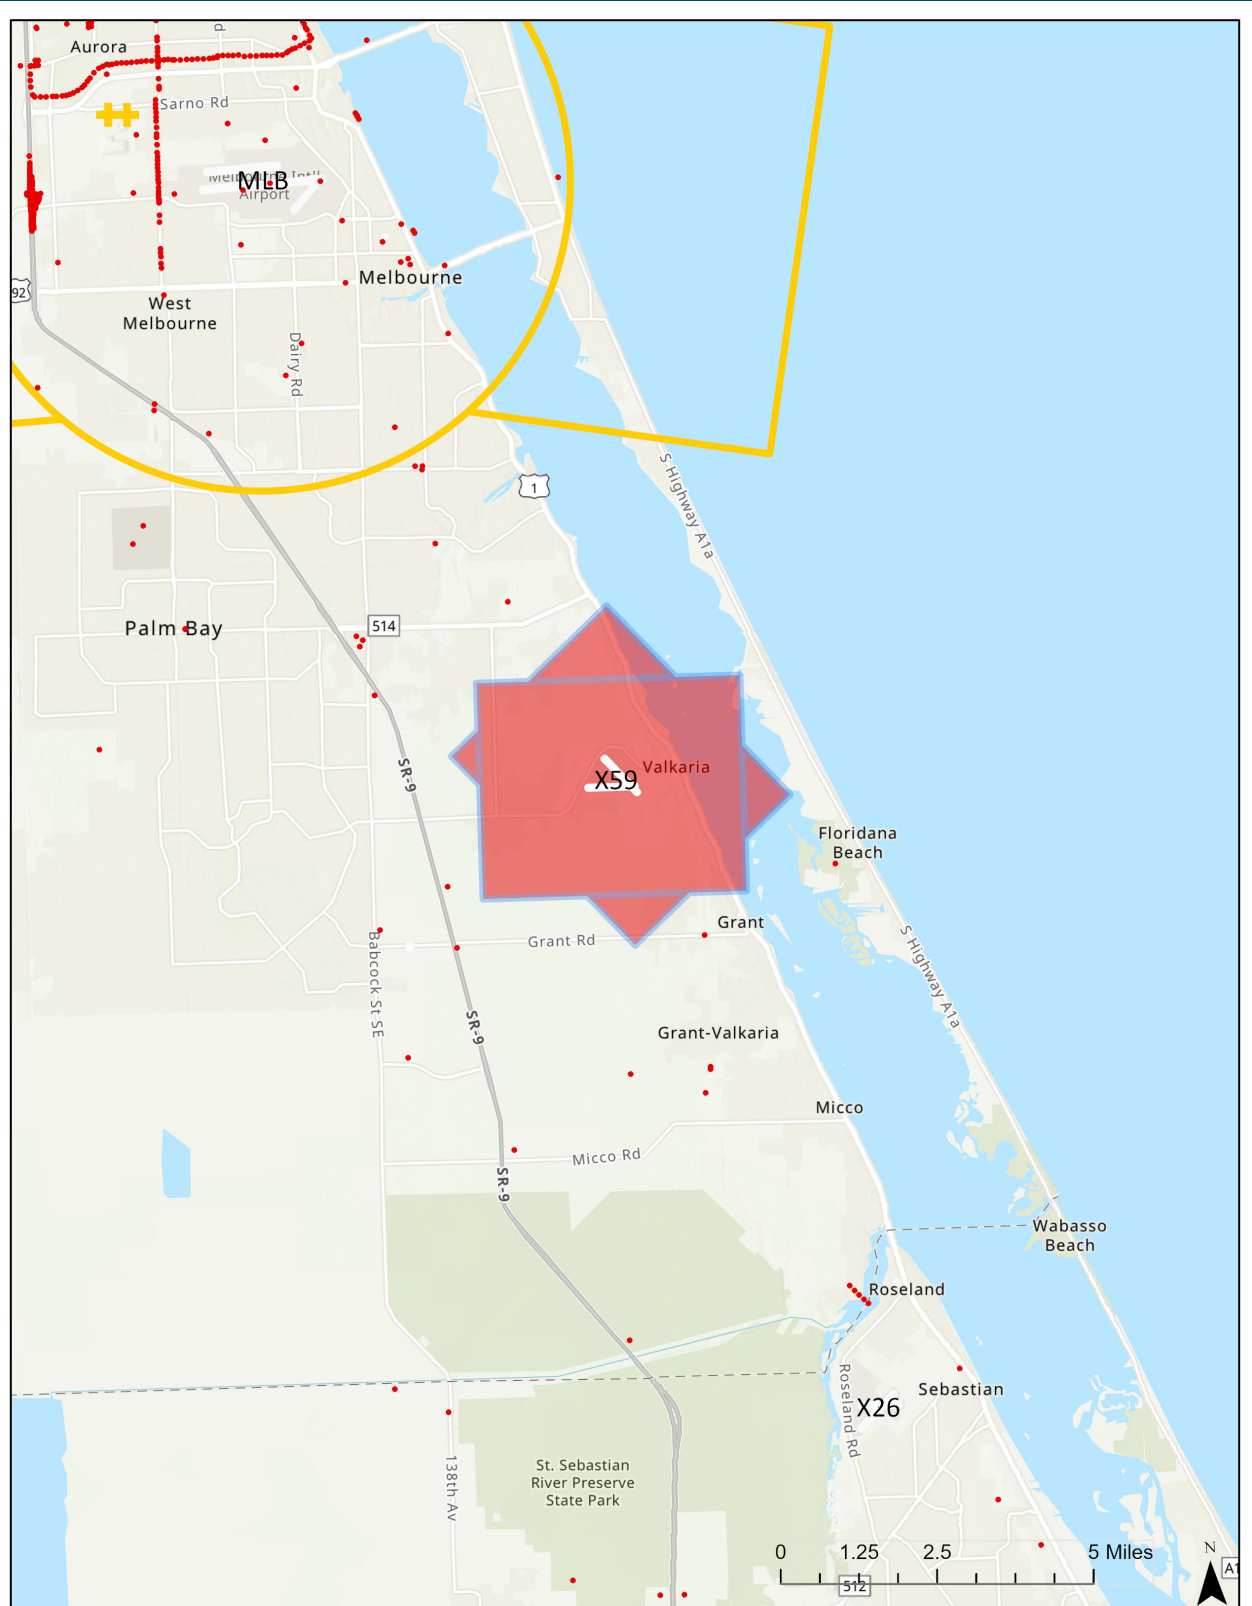 Aurora
Sarno Rd
d
Melbourne Int'l
Airport
MLB
Melbourne
92
West
Melbourne
Dairy Rd
1
S Highway A1a
Palm Bay
514
SR-9
X59
Valkaria
Floridana
Beach
Grant
Grant Rd
Babcock St SE
S Highway A1a
SR-9
Grant-Valkaria
Micco
Micco Rd
SR-9
Wabasso
Beach
Roseland
Roseland Rd
Sebastian
X26
138th Av
St. Sebastian
River Preserve
State Park
0 1.25 2.5 5 Miles
512
N
A1